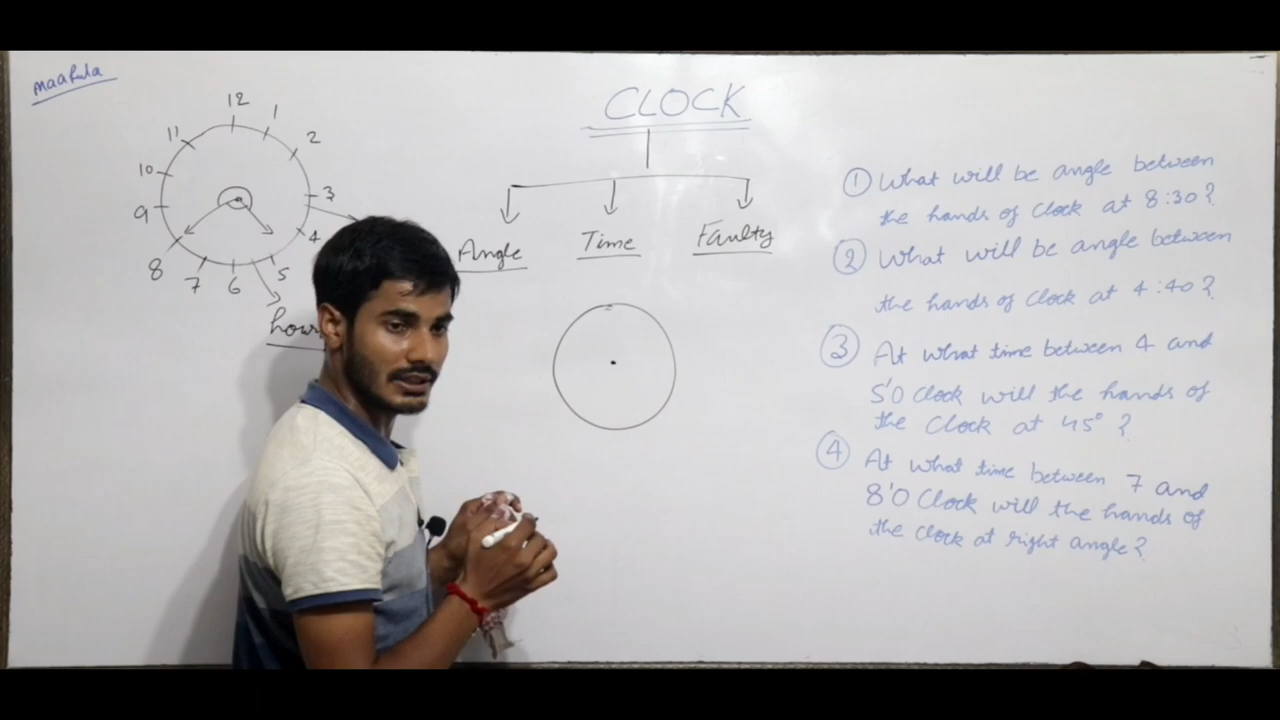 maaRula
CLOCK
12
11
1
10
2
9
3
8
4
7
6
5
hour
Angle
Time
Faulty
① What will be angle between
the hands of Clock at 8:30?
② What will be angle between
the hands of Clock at 4:40?
③ At what time between 4 and
5'O Clock will the hands of
the Clock at 45° ?
④ At what time between 7 and
8'O Clock will the hands of
the clock at right angle?